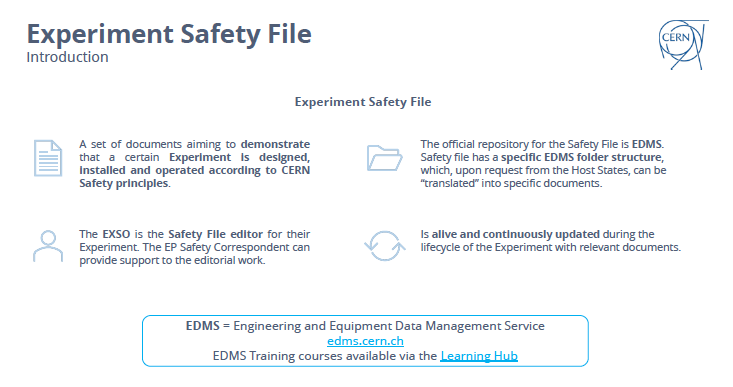 Experiment Safety File
Introduction
CERN
Experiment Safety File
A set of documents aiming to demonstrate
that a certain Experiment is designed,
installed and operated according to CERN
Safety principles.
The official repository for the Safety File is EDMS.
Safety file has a specific EDMS folder structure,
which, upon request from the Host States, can be
“translated” into specific documents.
The EXSO is the Safety File editor for their
Experiment. The EP Safety Correspondent can
provide support to the editorial work.
Is alive and continuously updated during the
lifecycle of the Experiment with relevant documents.
EDMS = Engineering and Equipment Data Management Service
edms.cern.ch
EDMS Training courses available via the Learning Hub